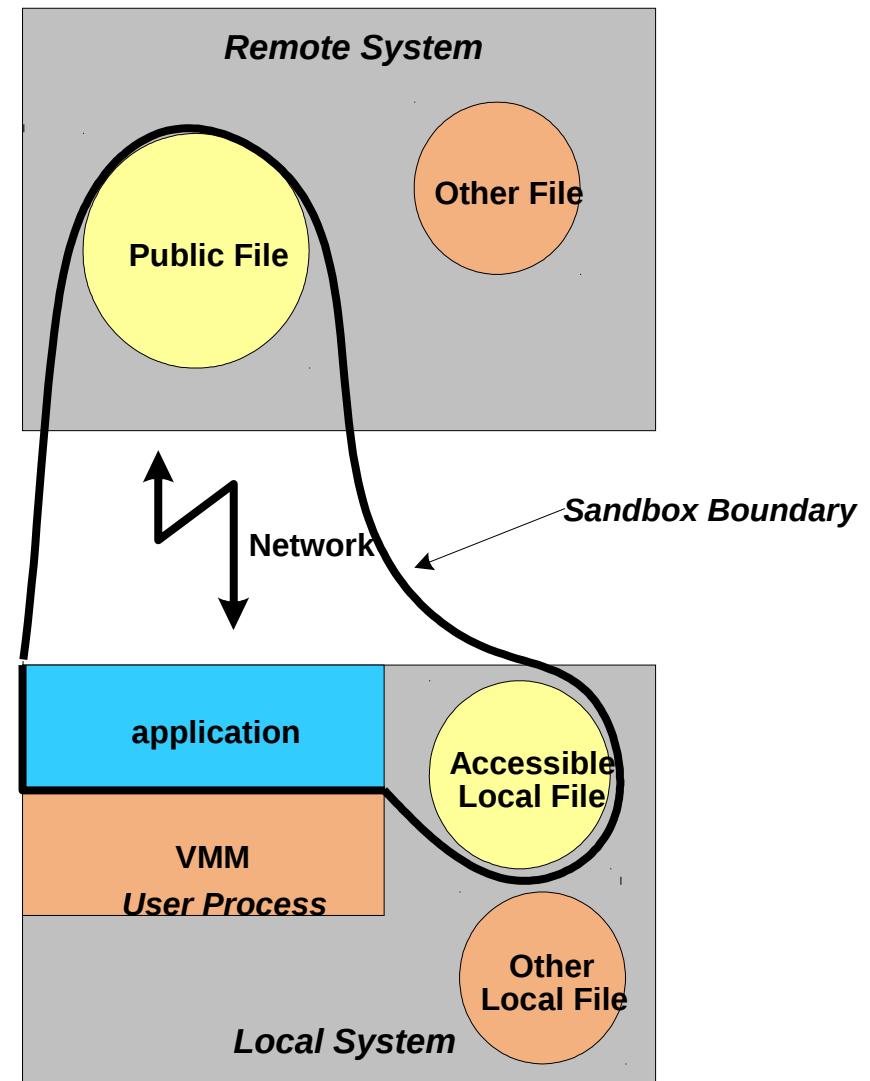 Remote System
Other File
Public File
Sandbox Boundary
Network
application
Accessible
Local File
VMM
User Process
Other
Local File
Local System